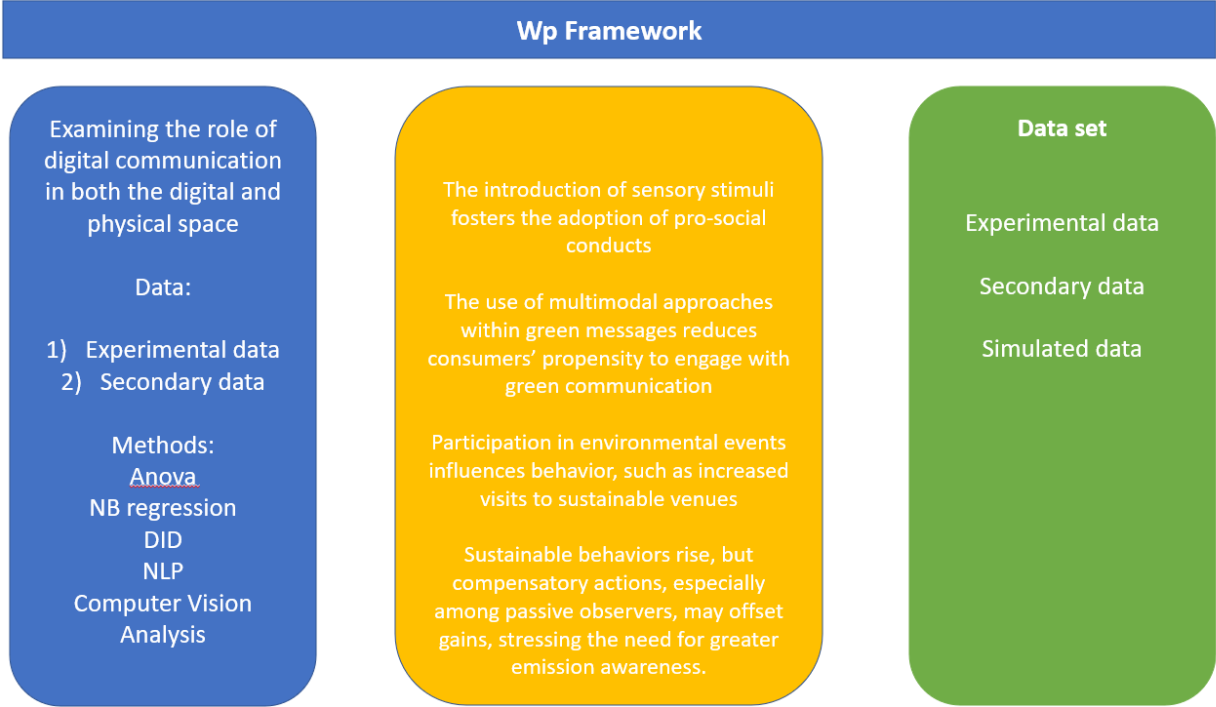 Wp Framework
Examining the role of
digital communication
in both the digital and
physical space
Data:
1) Experimental data
2) Secondary data
Methods:
Anova
NB regression
DID
NLP
Computer Vision
Analysis
The introduction of sensory stimuli
fosters the adoption of pro-social
conducts
The use of multimodal approaches
within green messages reduces
consumers’ propensity to engage with
green communication
Participation in environmental events
influences behavior, such as increased
visits to sustainable venues
Sustainable behaviors rise, but
compensatory actions, especially
among passive observers, may offset
gains, stressing the need for greater
emission awareness.
Data set
Experimental data
Secondary data
Simulated data